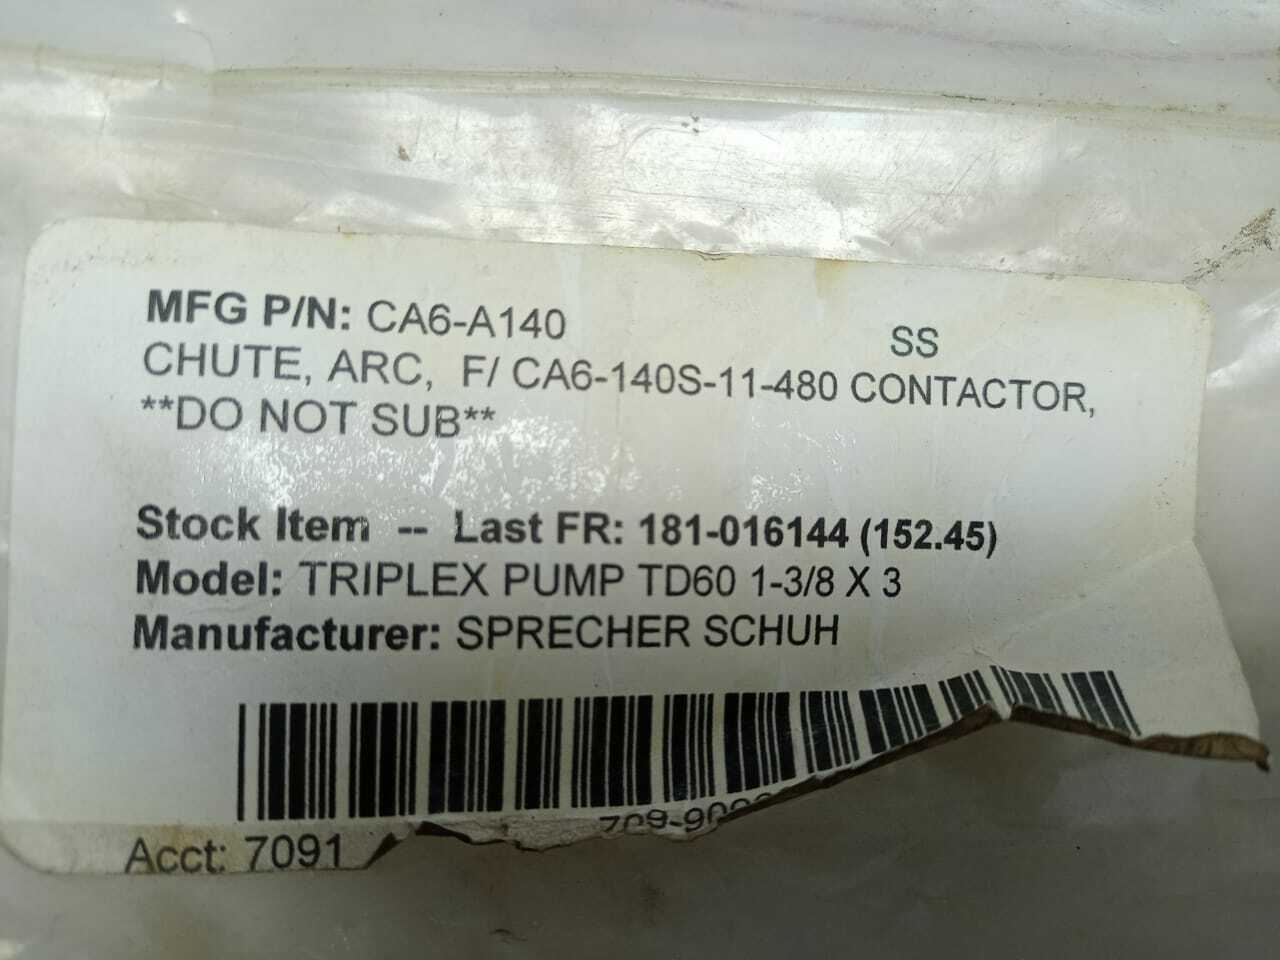 MFG P/N: CA6-A140 SS
CHUTE, ARC, F/ CA6-140S-11-480 CONTACTOR,
**DO NOT SUB**
Stock Item -- Last FR: 181-016144 (152.45)
Model: TRIPLEX PUMP TD60 1-3/8 X 3
Manufacturer: SPRECHER SCHUH
Acct: 7091